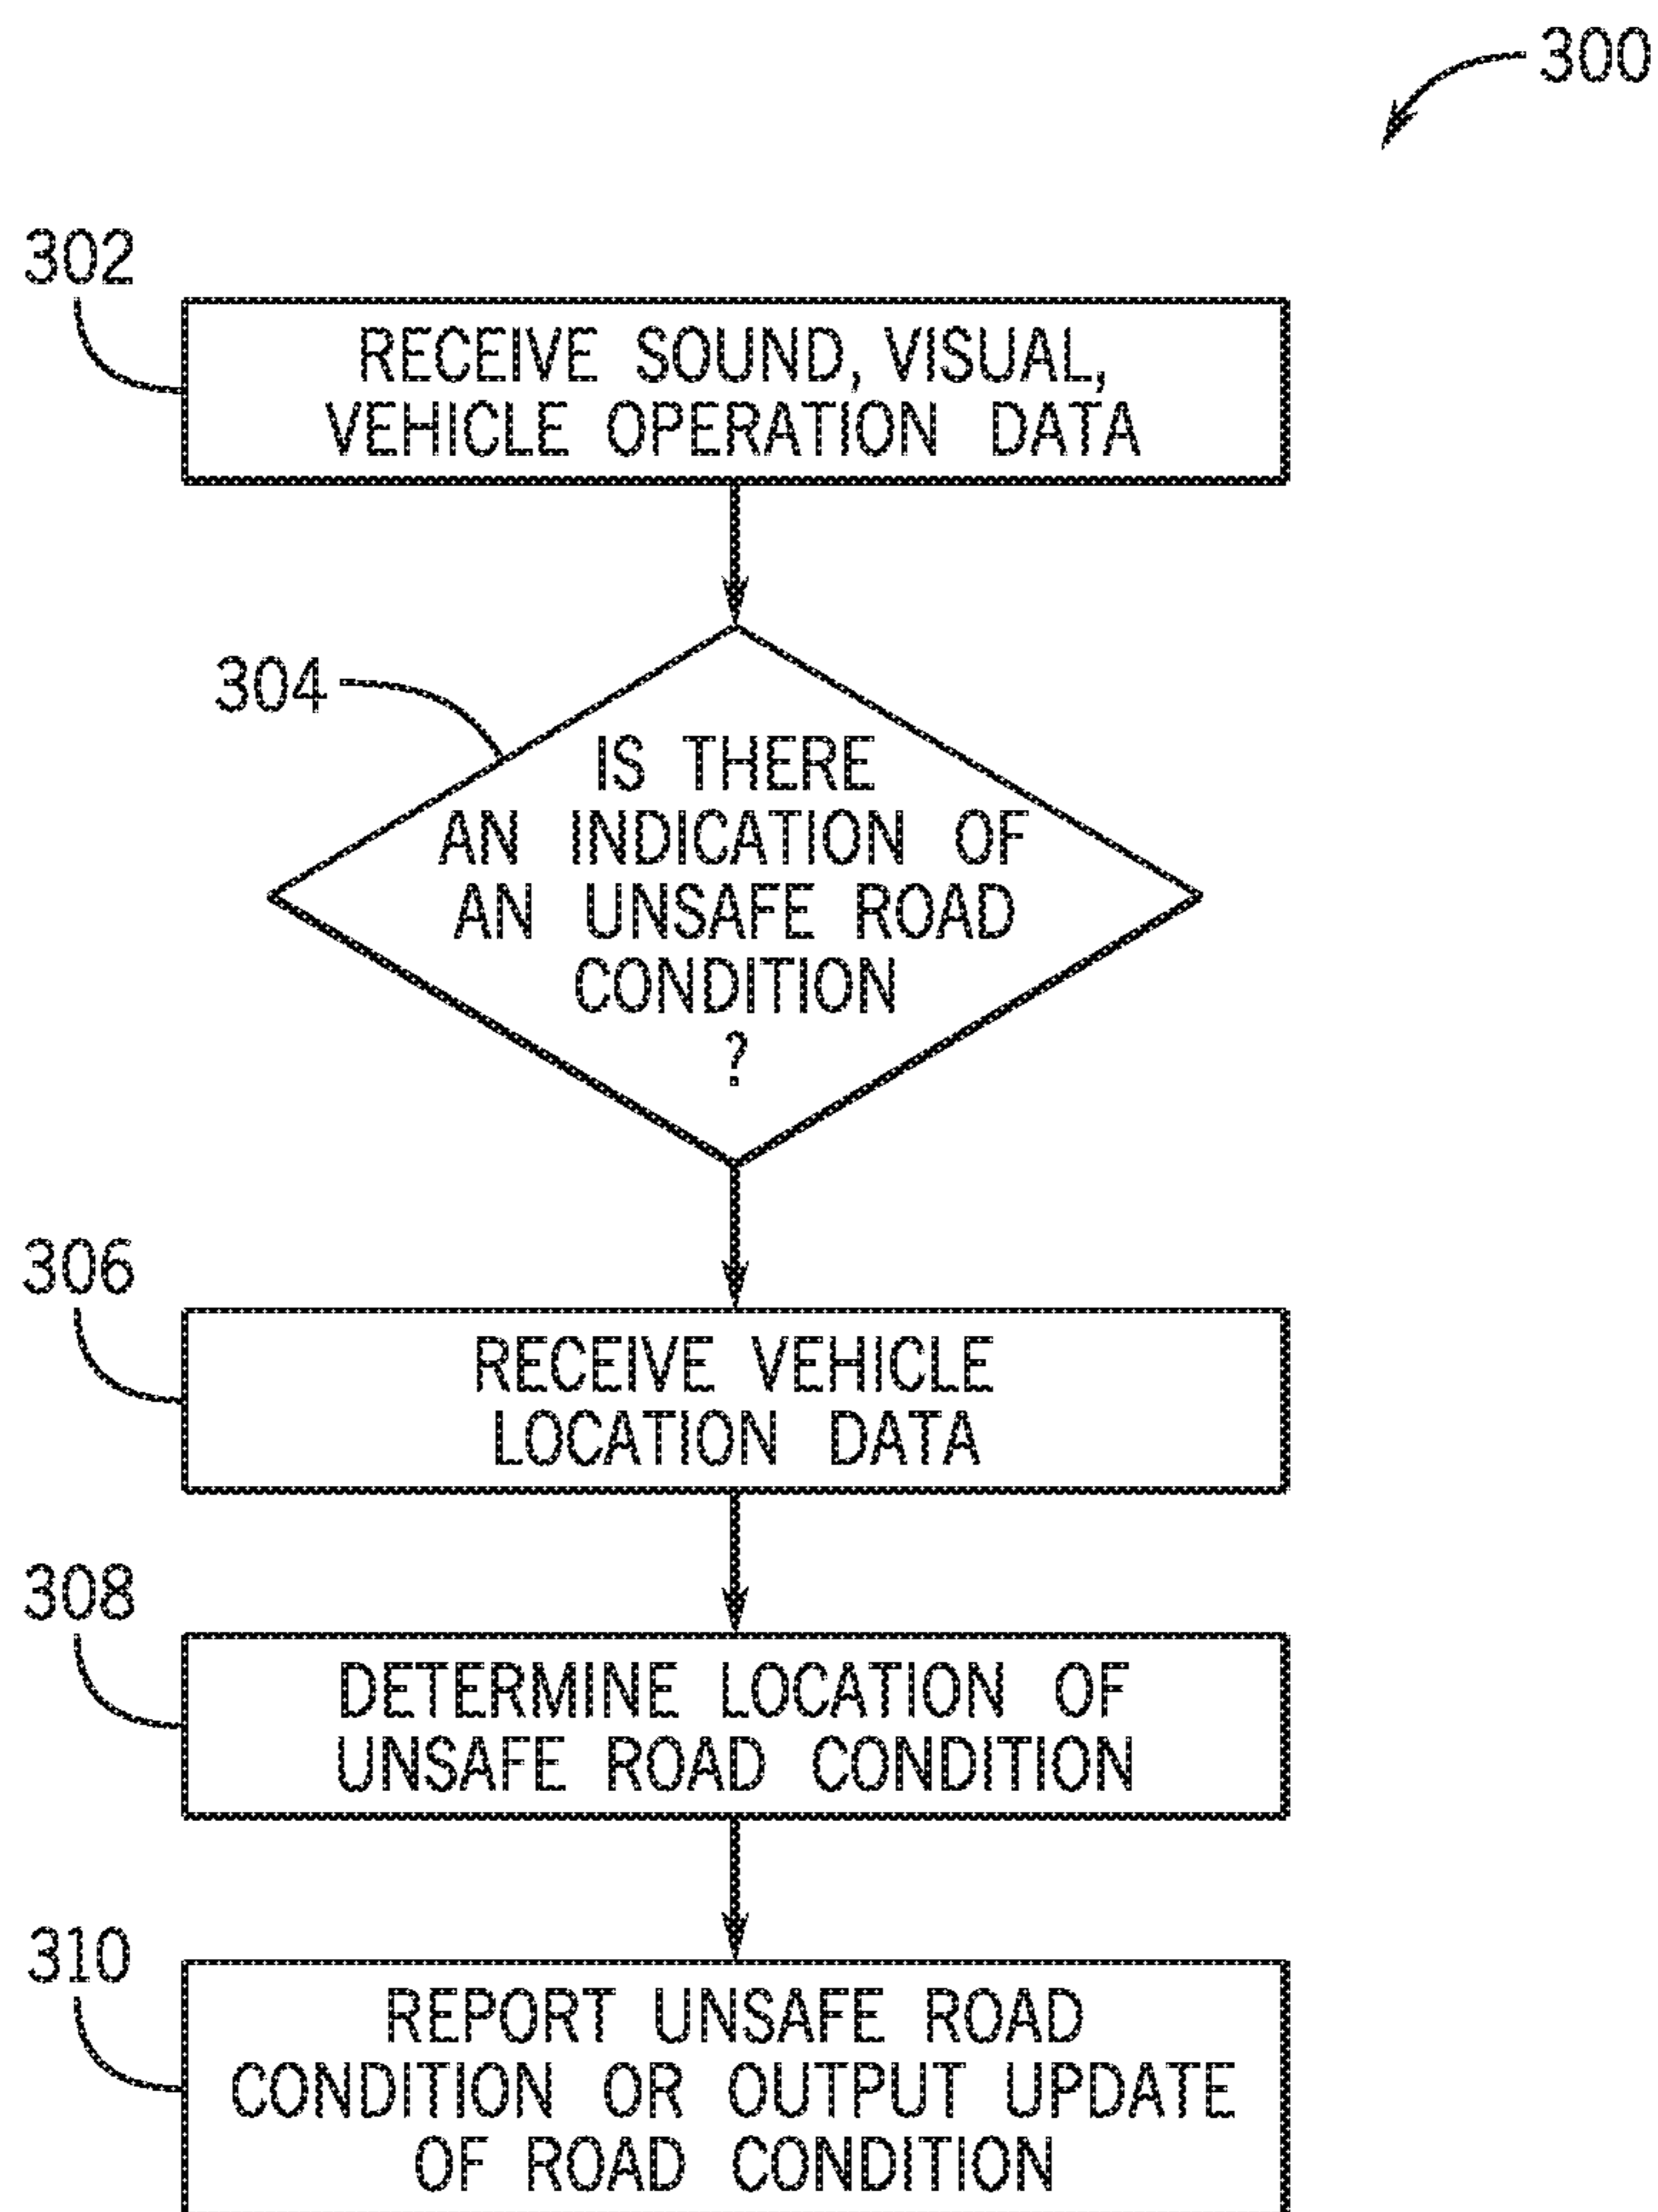 300
302
RECEIVE SOUND, VISUAL,
VEHICLE OPERATION DATA
304
IS THERE
AN INDICATION OF
AN UNSAFE ROAD
CONDITION
?
306
RECEIVE VEHICLE
LOCATION DATA
308
DETERMINE LOCATION OF
UNSAFE ROAD CONDITION
310
REPORT UNSAFE ROAD
CONDITION OR OUTPUT UPDATE
OF ROAD CONDITION